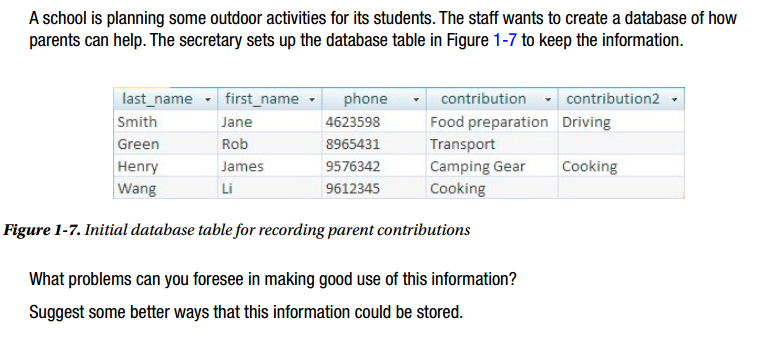 A school is planning some outdoor activities for its students. The staff wants to create a database of how
parents can help. The secretary sets up the database table in Figure 1-7 to keep the information.
last_name first_name phone contribution contribution2
Smith Jane 4623598 Food preparation Driving
Green Rob 8965431 Transport
Henry James 9576342 Camping Gear Cooking
Wang Li 9612345 Cooking
Figure 1-7. Initial database table for recording parent contributions
What problems can you foresee in making good use of this information?
Suggest some better ways that this information could be stored.